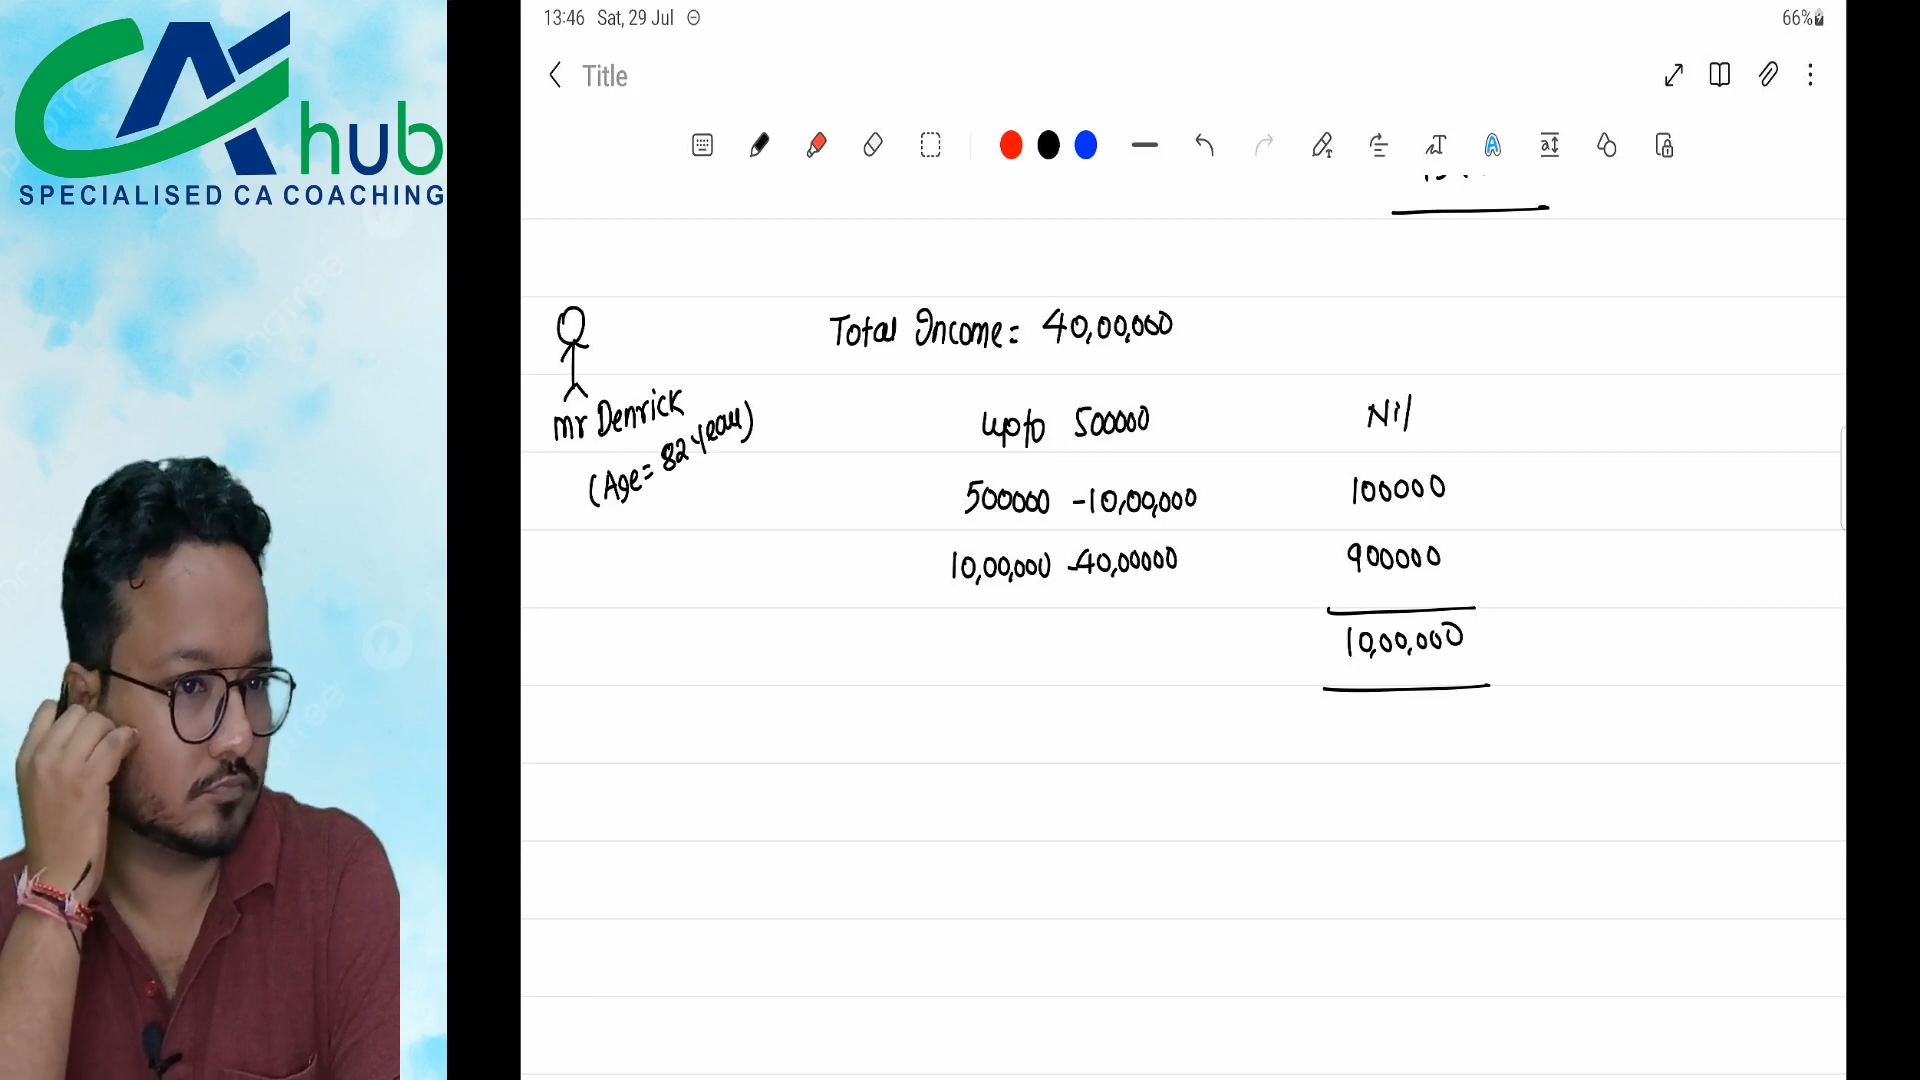 CA hub
SPECIALISED CA COACHING
13:46 Sat, 29 Jul
66%
Title
Total Income = 40,00,000
mr Denrick
(Age = 82 year)
upto 500000 Nil
500000 -10,00,000 100000
10,00,000 -40,00000 900000
10,00,000